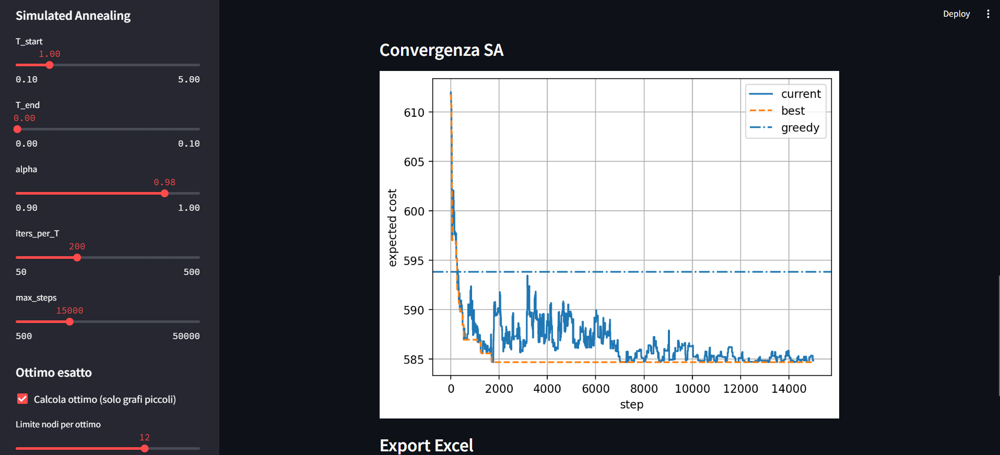 Simulated Annealing
T_start
1.00
0.10 5.00
T_end
0.00
0.00 0.10
alpha
0.98
0.90 1.00
iters_per_T
200
50 500
max_steps
15000
500 50000
Ottimo esatto
Calcola ottimo (solo grafi piccoli)
Limite nodi per ottimo
12
Deploy
Convergenza SA
current
best
greedy
610
605
600
595
590
585
expected cost
0 2000 4000 6000 8000 10000 12000 14000
step
Export Excel